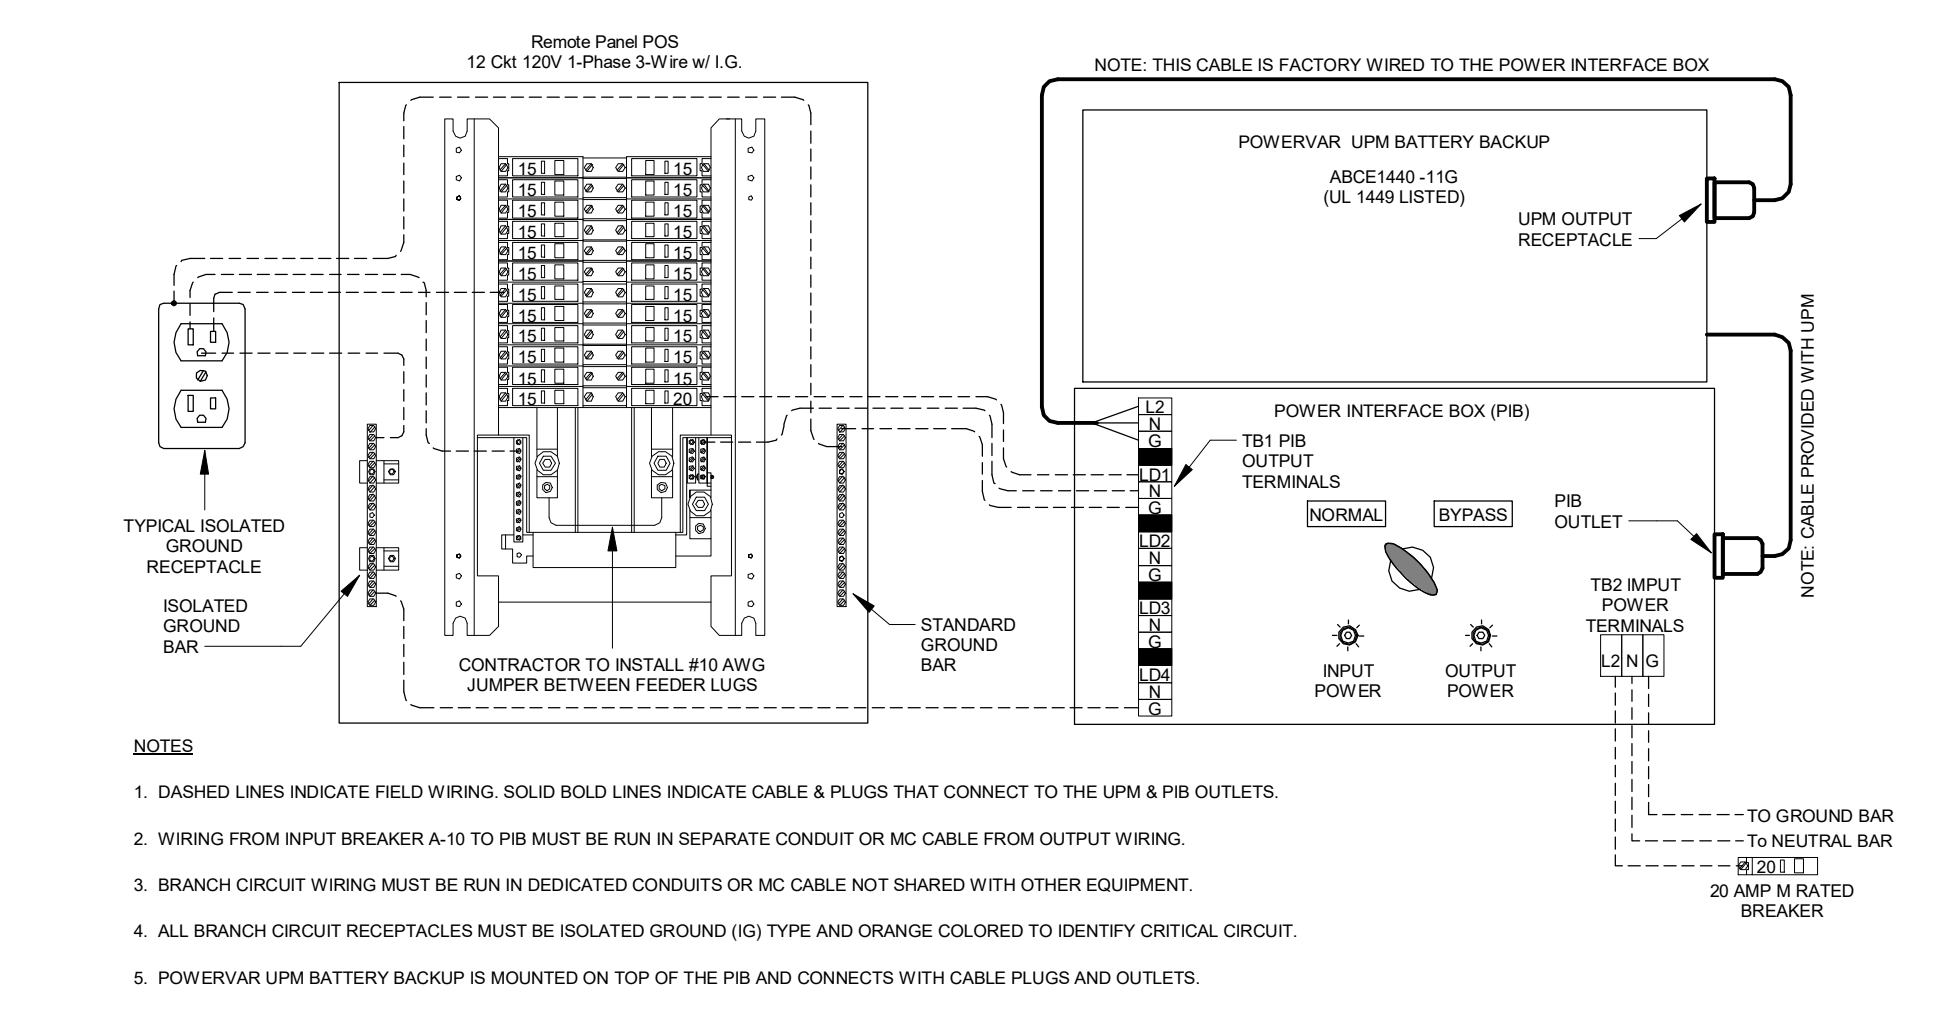 Remote Panel POS
12 Ckt 120V 1-Phase 3-Wire w/ I.G.
NOTE: THIS CABLE IS FACTORY WIRED TO THE POWER INTERFACE BOX
POWERVAR UPM BATTERY BACKUP
ABCE1440 -11G
(UL 1449 LISTED)
UPM OUTPUT
RECEPTACLE
NOTE: CABLE PROVIDED WITH UPM
15 15
15 15
15 15
15 15
15 15
15 15
15 15
15 15
15 15
15 15
15 15
15 20
TYPICAL ISOLATED
GROUND
RECEPTACLE
ISOLATED
GROUND
BAR
CONTRACTOR TO INSTALL #10 AWG
JUMPER BETWEEN FEEDER LUGS
STANDARD
GROUND
BAR
L2
N
G
LD1
N
G
LD2
N
G
LD3
N
G
LD4
N
G
POWER INTERFACE BOX (PIB)
TB1 PIB
OUTPUT
TERMINALS
NORMAL
BYPASS
PIB
OUTLET
INPUT
POWER
OUTPUT
POWER
TB2 IMPUT
POWER
TERMINALS
L2 N G
TO GROUND BAR
To NEUTRAL BAR
20
20 AMP M RATED
BREAKER
NOTES
1. DASHED LINES INDICATE FIELD WIRING. SOLID BOLD LINES INDICATE CABLE & PLUGS THAT CONNECT TO THE UPM & PIB OUTLETS.
2. WIRING FROM INPUT BREAKER A-10 TO PIB MUST BE RUN IN SEPARATE CONDUIT OR MC CABLE FROM OUTPUT WIRING.
3. BRANCH CIRCUIT WIRING MUST BE RUN IN DEDICATED CONDUITS OR MC CABLE NOT SHARED WITH OTHER EQUIPMENT.
4. ALL BRANCH CIRCUIT RECEPTACLES MUST BE ISOLATED GROUND (IG) TYPE AND ORANGE COLORED TO IDENTIFY CRITICAL CIRCUIT.
5. POWERVAR UPM BATTERY BACKUP IS MOUNTED ON TOP OF THE PIB AND CONNECTS WITH CABLE PLUGS AND OUTLETS.